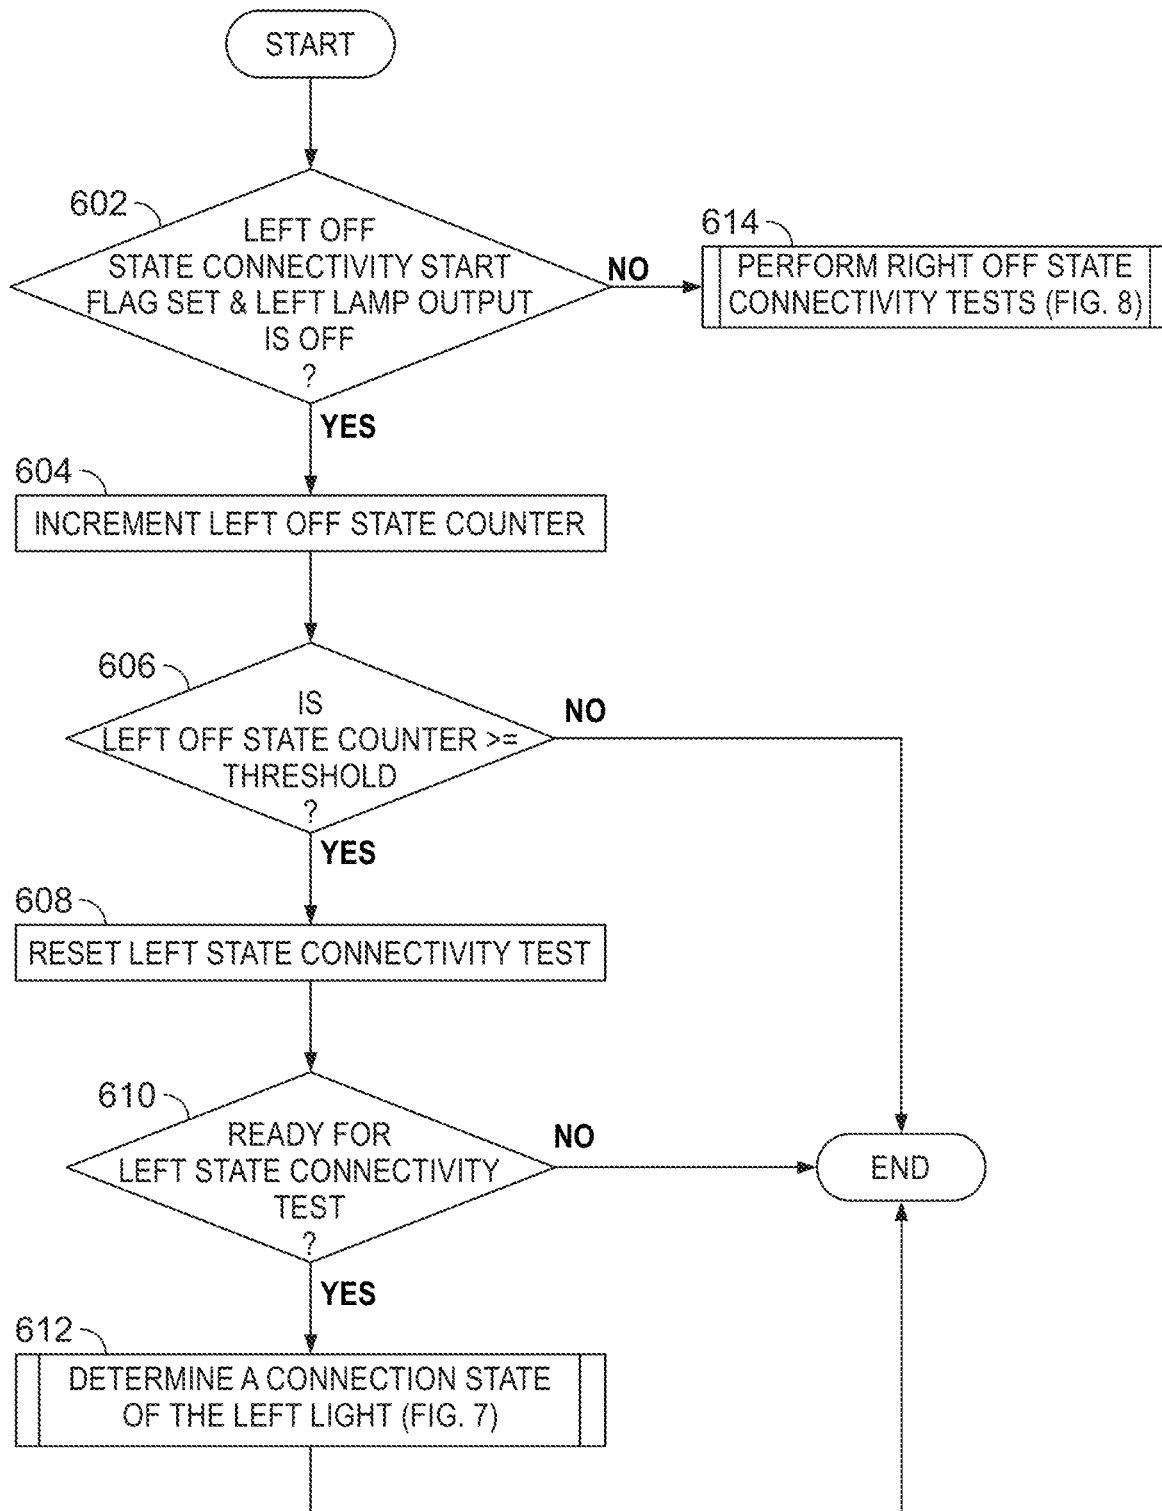 START
602
LEFT OFF
STATE CONNECTIVITY START
FLAG SET & LEFT LAMP OUTPUT
IS OFF
?
NO
614
PERFORM RIGHT OFF STATE
CONNECTIVITY TESTS (FIG. 8)
YES
604
INCREMENT LEFT OFF STATE COUNTER
606
IS
LEFT OFF STATE COUNTER >=
THRESHOLD
?
NO
YES
608
RESET LEFT STATE CONNECTIVITY TEST
610
READY FOR
LEFT STATE CONNECTIVITY
TEST
?
NO
END
YES
612
DETERMINE A CONNECTION STATE
OF THE LEFT LIGHT (FIG. 7)